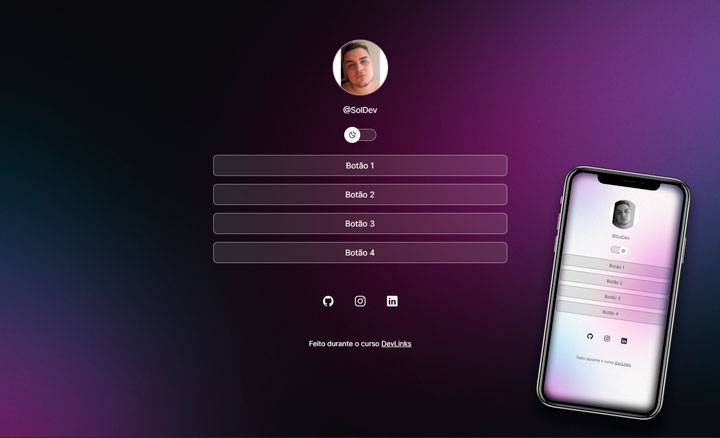 @SolDev
Botão 1
Botão 2
Botão 3
Botão 4
Feito durante o curso DevLinks
@SolDev
Botão 1
Botão 2
Botão 3
Botão 4
Feito durante o curso DevLinks